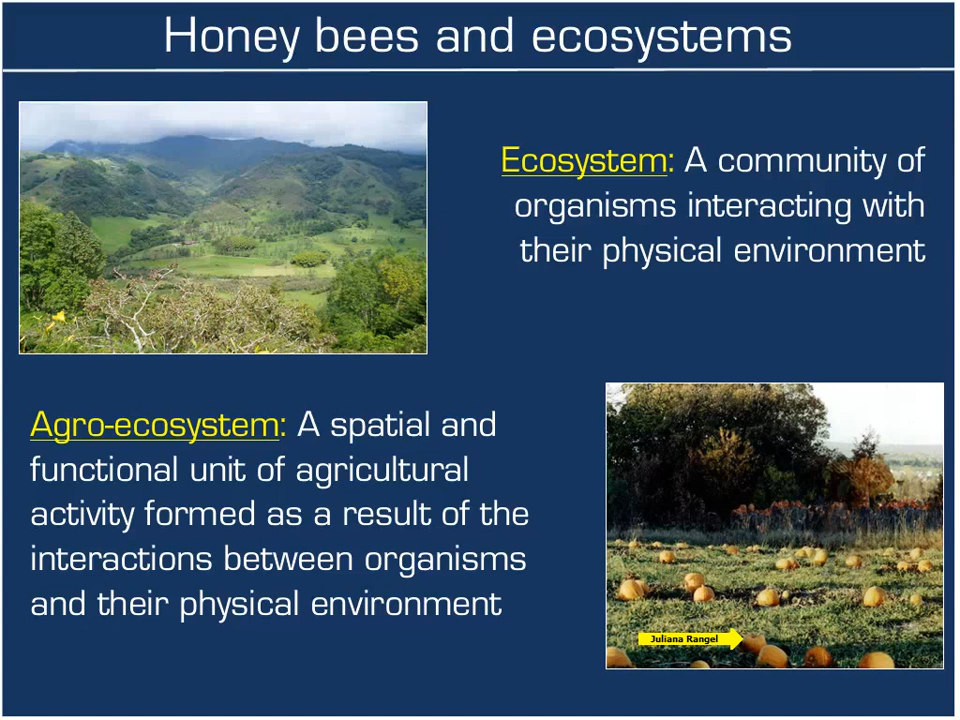 Honey bees and ecosystems
Ecosystem: A community of
organisms interacting with
their physical environment
Agro-ecosystem: A spatial and
functional unit of agricultural
activity formed as a result of the
interactions between organisms
and their physical environment
Juliana Rangel